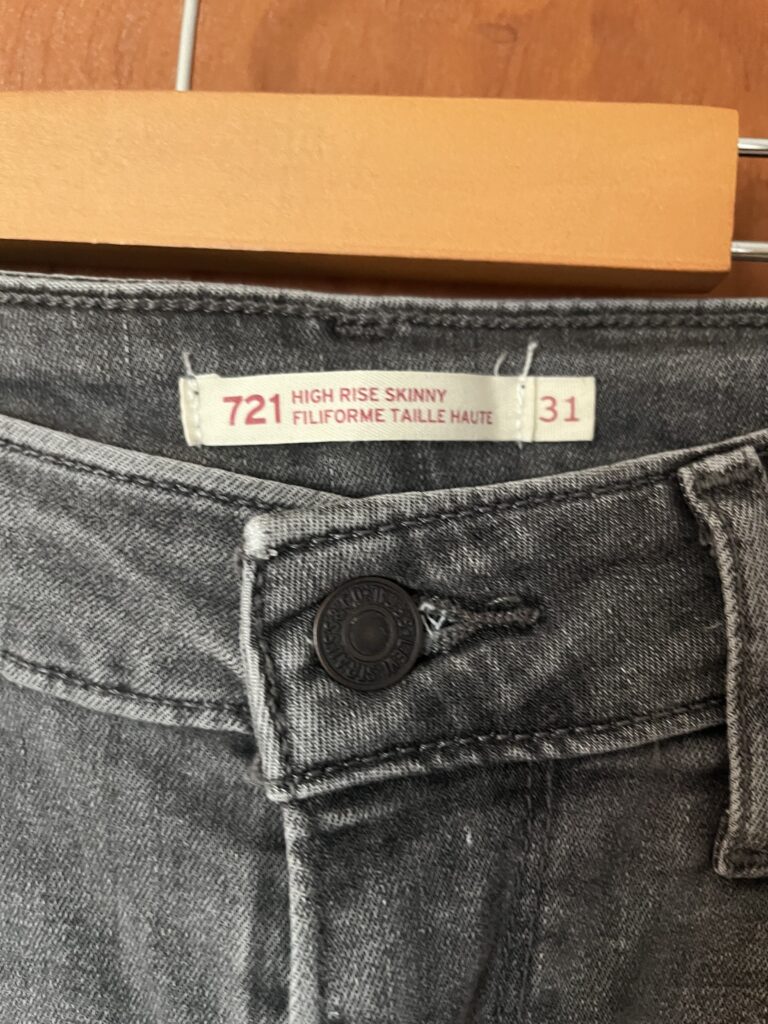 721 HIGH RISE SKINNY
FILIFORME TAILLE HAUTE
31